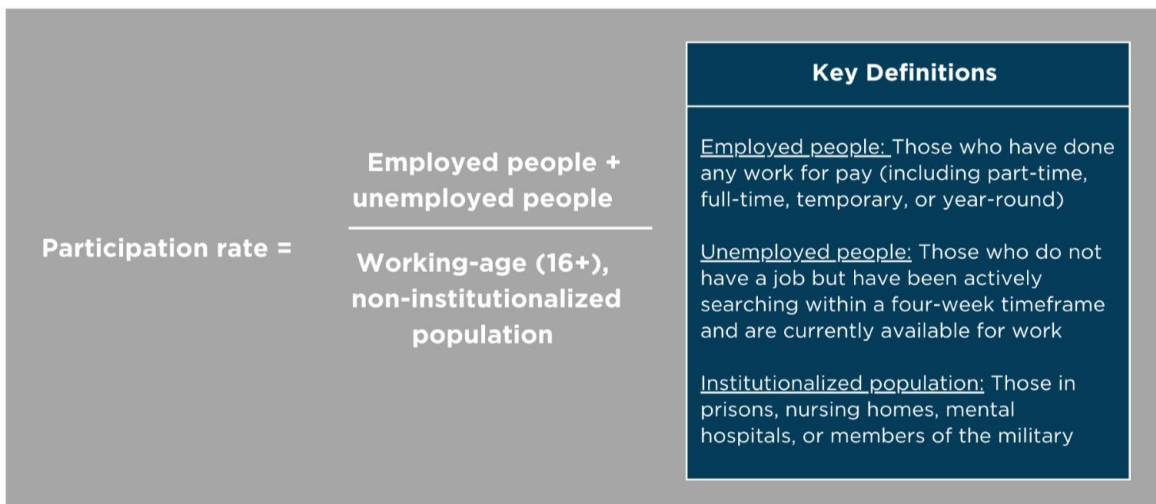 Participation rate =
Employed people +
unemployed people
Working-age (16+),
non-institutionalized
population
Key Definitions
Employed people: Those who have done
any work for pay (including part-time,
full-time, temporary, or year-round)
Unemployed people: Those who do not
have a job but have been actively
searching within a four-week timeframe
and are currently available for work
Institutionalized population: Those in
prisons, nursing homes, mental
hospitals, or members of the military